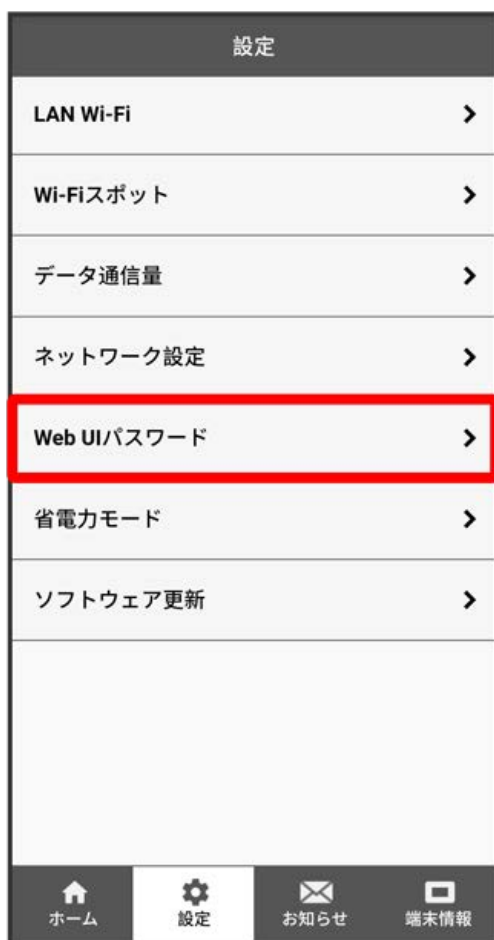 設定
LAN Wi-Fi
Wi-Fiスポット
データ通信量
ネットワーク設定
Web UIパスワード
省電力モード
ソフトウェア更新
ホーム
設定
お知らせ
端末情報